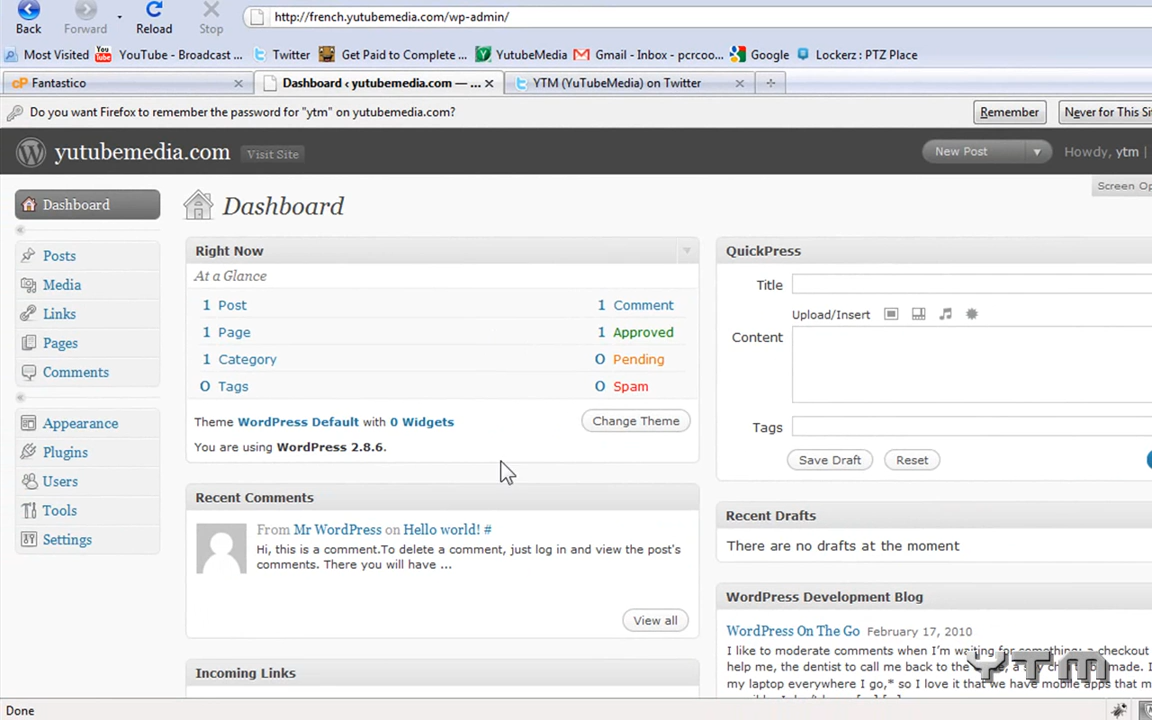 Back
Forward
Reload
Stop
http://french.yutubemedia.com/wp-admin/
Most Visited
YouTube - Broadcast ...
Twitter
Get Paid to Complete ...
YutubeMedia
Gmail - Inbox - pcrcoo...
Google
Lockerz : PTZ Place
cP Fantastico
Dashboard ‹ yutubemedia.com — ...
YTM (YuTubeMedia) on Twitter
Do you want Firefox to remember the password for "ytm" on yutubemedia.com?
Remember
Never for This Sit
yutubemedia.com
Visit Site
New Post
Howdy, ytm |
Screen Op
Dashboard
Posts
Media
Links
Pages
Comments
Appearance
Plugins
Users
Tools
Settings
Dashboard
Right Now
At a Glance
1 Post
1 Comment
1 Page
1 Approved
1 Category
0 Pending
0 Tags
0 Spam
Theme WordPress Default with 0 Widgets
Change Theme
You are using WordPress 2.8.6.
Recent Comments
From Mr WordPress on Hello world! #
Hi, this is a comment.To delete a comment, just log in and view the post's
comments. There you will have ...
View all
Incoming Links
QuickPress
Title
Upload/Insert
Content
Tags
Save Draft
Reset
Recent Drafts
There are no drafts at the moment
WordPress Development Blog
WordPress On The Go February 17, 2010
I like to moderate comments when I'm waiting for something: a checkout
help me, the dentist to call me back to the made. I
my laptop everywhere I go,* so I love it that we have mobile apps that m
YTM
Done